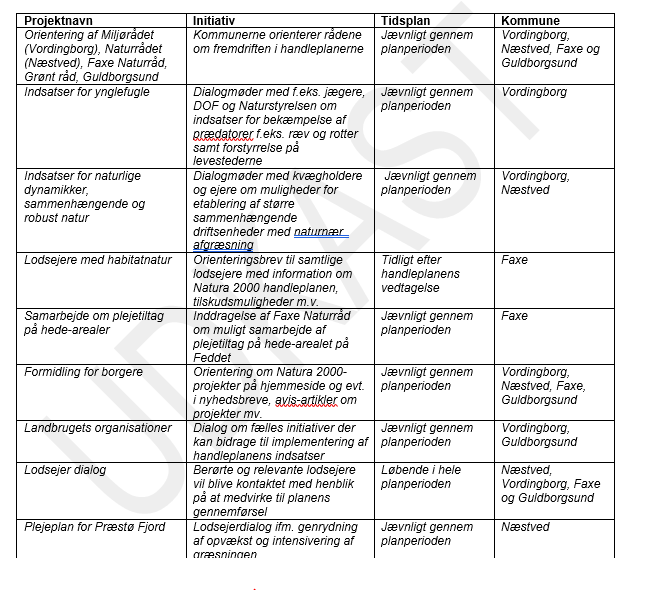 Projektnavn Initiativ Tidsplan Kommune
Orientering af Miljørådet
(Vordingborg), Naturrådet
(Næstved), Faxe Naturråd,
Grønt råd, Guldborgsund
Kommunerne orienterer rådene
om fremdriften i handleplanerne
Jævnligt gennem
planperioden
Vordingborg,
Næstved, Faxe og
Guldborgsund
Indsatser for ynglefugle
Dialogmøder med f.eks. jægere,
DOF og Naturstyrelsen om
indsatser for bekæmpelse af
prædatorer f.eks. ræv og rotter
samt forstyrrelse på
levestederne
Jævnligt gennem
planperioden
Vordingborg
Indsatser for naturlige
dynamikker,
sammenhængende og
robust natur
Dialogmøder med kvægholdere
og ejere om muligheder for
etablering af større
sammenhængende
driftsenheder med naturnær
afgræsning
Jævnligt gennem
planperioden
Vordingborg,
Næstved
Lodsejere med habitatnatur
Orienteringsbrev til samtlige
lodsejere med information om
Natura 2000 handleplanen,
tilskudsmuligheder m.v.
Tidligt efter
handleplanens
vedtagelse
Faxe
Samarbejde om plejetiltag
på hede-arealer
Inddragelse af Faxe Naturråd
om muligt samarbejde af
plejetiltag på hede-arealet på
Feddet
Jævnligt gennem
planperioden
Faxe
Formidling for borgere
Orientering om Natura 2000-
projekter på hjemmeside og evt.
i nyhedsbreve, avis-artikler om
projekter mv.
Jævnligt gennem
planperioden
Vordingborg,
Næstved, Faxe,
Guldborgsund
Landbrugets organisationer
Dialog om fælles initiativer der
kan bidrage til implementering af
handleplanens indsatser
Jævnligt gennem
planperioden
Vordingborg,
Guldborgsund
Lodsejer dialog
Berørte og relevante lodsejere
vil blive kontaktet med henblik
på at medvirke til planens
gennemførsel
Løbende i hele
planperioden
Næstved,
Vordingborg, Faxe
og Guldborgsund
Plejeplan for Præstø Fjord
Lodsejerdialog ifm. genrydning
af opvækst og intensivering af
græsningen
Jævnligt gennem
planperioden
Næstved
UDKAST